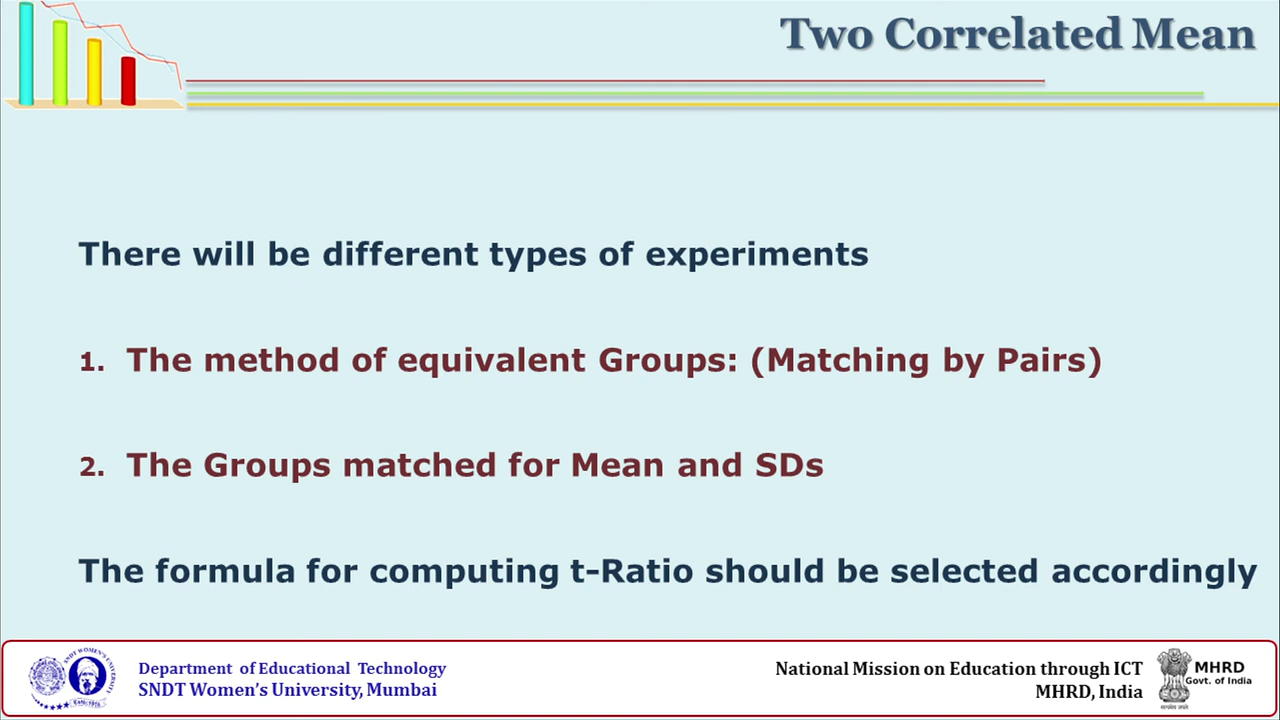 Two Correlated Mean
There will be different types of experiments
1. The method of equivalent Groups: (Matching by Pairs)
2. The Groups matched for Mean and SDs
The formula for computing t-Ratio should be selected accordingly
Department of Educational Technology
SNDT Women's University, Mumbai
National Mission on Education through ICT
MHRD, India
MHRD
Govt. of India